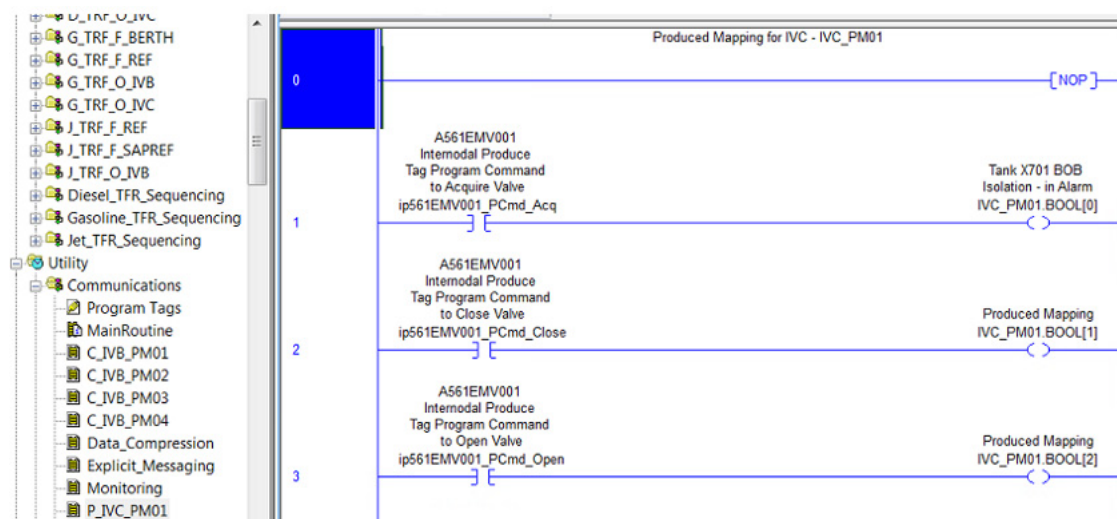 D_TRF_O_IVC
G_TRF_F_BERTH
G_TRF_F_REF
G_TRF_O_IVB
G_TRF_O_IVC
J_TRF_F_REF
J_TRF_F_SAPREF
J_TRF_O_IVB
Diesel_TFR_Sequencing
Gasoline_TFR_Sequencing
Jet_TFR_Sequencing
Utility
Communications
Program Tags
MainRoutine
C_IVB_PM01
C_IVB_PM02
C_IVB_PM03
C_IVB_PM04
Data_Compression
Explicit_Messaging
Monitoring
P_IVC_PM01
Produced Mapping for IVC - IVC_PM01
0
NOP
A561EMV001
Internodal Produce
Tag Program Command
to Acquire Valve
ip561EMV001_PCmd_Acq
Tank X701 BOB
Isolation - in Alarm
IVC_PM01.BOOL[0]
1
A561EMV001
Internodal Produce
Tag Program Command
to Close Valve
ip561EMV001_PCmd_Close
Produced Mapping
IVC_PM01.BOOL[1]
2
A561EMV001
Internodal Produce
Tag Program Command
to Open Valve
ip561EMV001_PCmd_Open
Produced Mapping
IVC_PM01.BOOL[2]
3